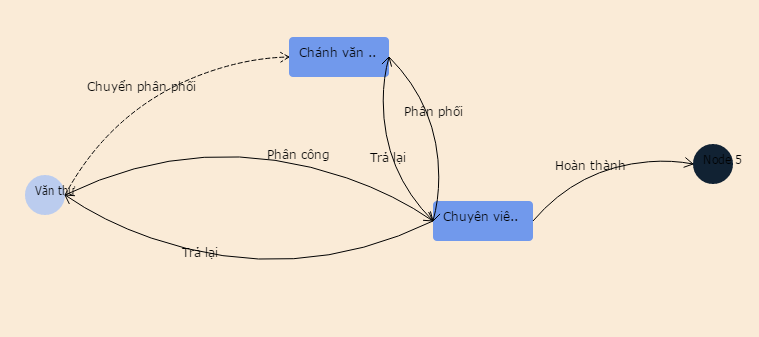 Chánh văn ..
Chuyển phân phối
Phân phối
Phân công
Trả lại
Hoàn thành
Node 5
Văn thư
Chuyên viê..
Trả lại